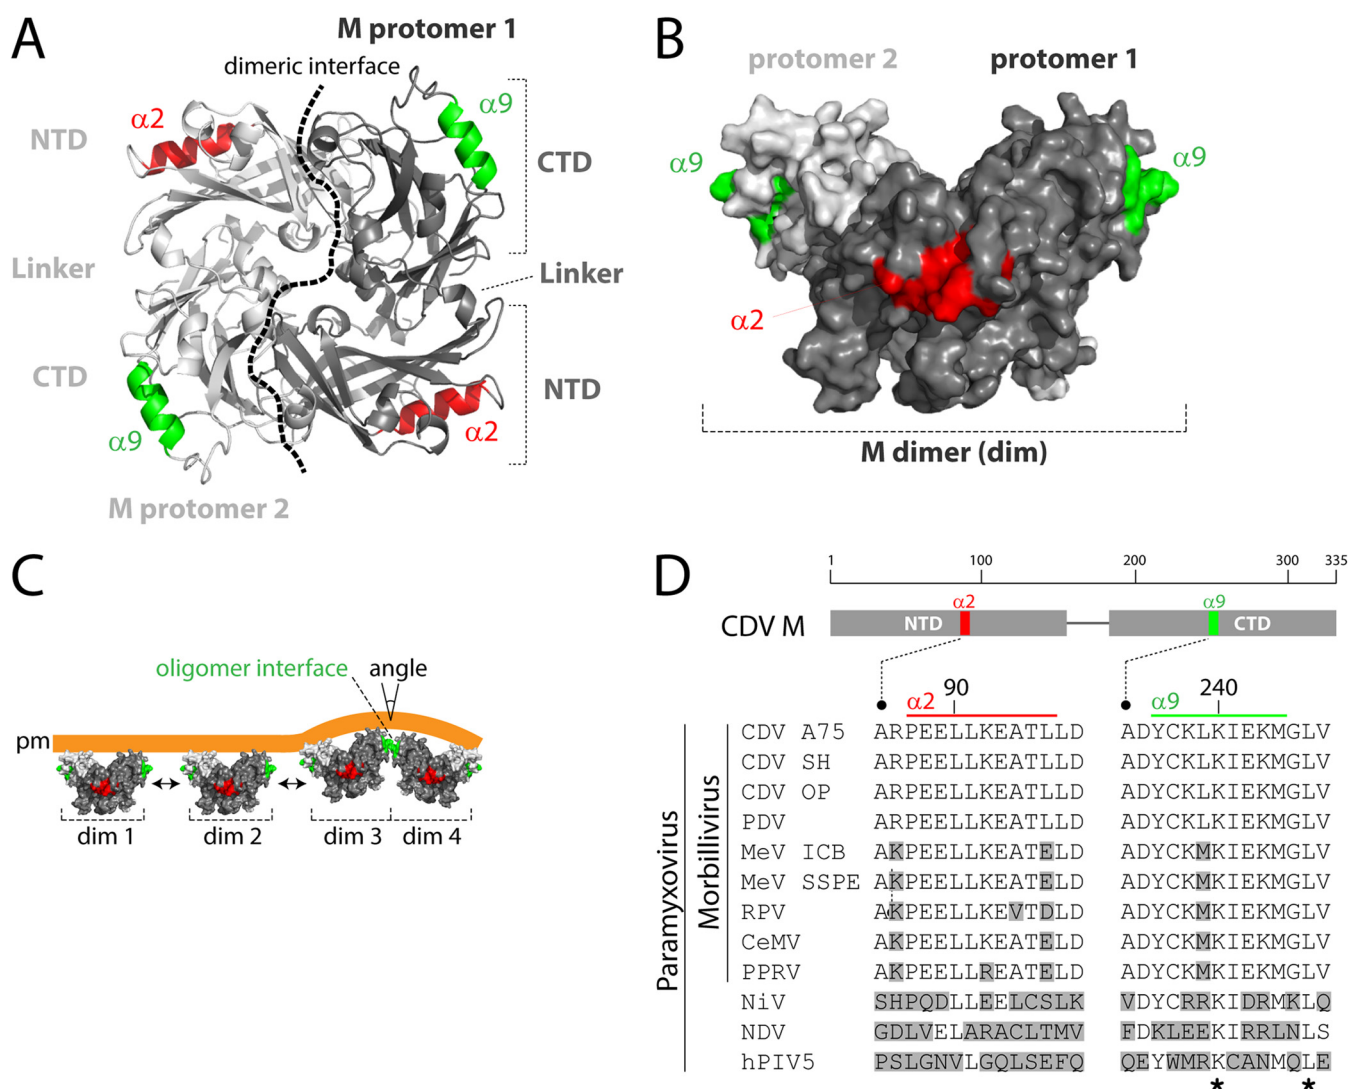 A
M protomer 1
dimeric interface
α2
α9
NTD
CTD
Linker
Linker
CTD
NTD
α9
α2
M protomer 2
B
protomer 2
protomer 1
α9
α9
α2
M dimer (dim)
C
oligomer interface
angle
pm
dim 1
dim 2
dim 3
dim 4
D
1 100 200 300 335
α2 α9
CDV M
NTD
CTD
α2 90 α9 240
Paramyxovirus
Morbillivirus
CDV A75 ARPEELLKEATLLD ADYCKLKIEKMGLV
CDV SH ARPEELLKEATLLD ADYCKLKIEKMGLV
CDV OP ARPEELLKEATLLD ADYCKLKIEKMGLV
PDV ARPEELLKEATLLD ADYCKLKIEKMGLV
MeV ICB AKPEELLKEATELD ADYCKMKIEKMGLV
MeV SSPE AKPEELLKEATELD ADYCKMKIEKMGLV
RPV AKPEELLKEVTDLD ADYCKMKIEKMGLV
CeMV AKPEELLKEATELD ADYCKMKIEKMGLV
PPRV AKPEELLREATELD ADYCKMKIEKMGLV
NiV SHPQDLLEELCSLK VDYCRRKIDRMKLQ
NDV GDLVELARACLTMV FDKLEEKIRRLNLS
hPIV5 PSLGNVLGQLSEFQ QEYWMRKCANMQLE
* *